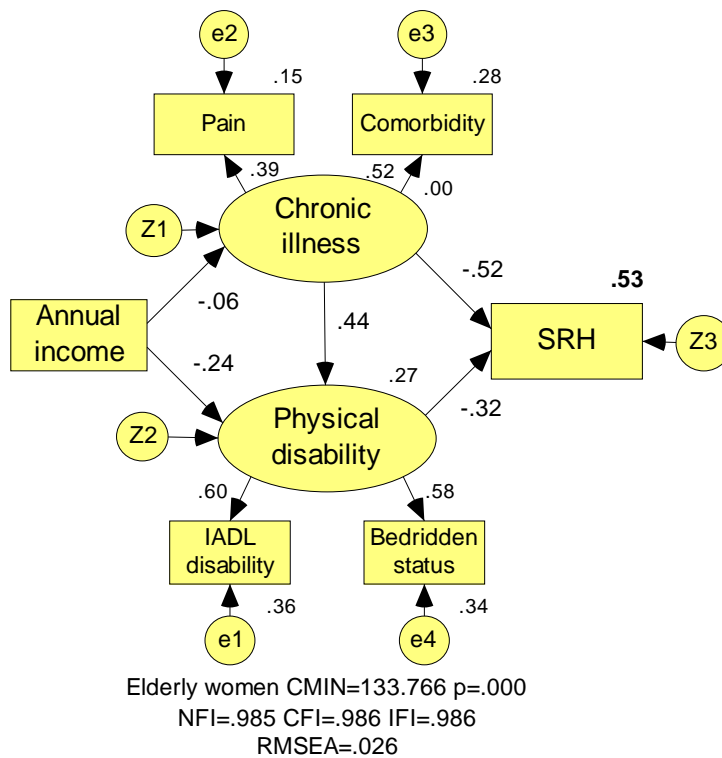 e2
e3
.15
.28
Pain
Comorbidity
.39
.52
.00
Chronic
illness
Z1
-.52
.53
-.06
Annual
income
.44
SRH
Z3
-.24
.27
-.32
Physical
disability
Z2
.60
.58
IADL
disability
Bedridden
status
.36
.34
e1
e4
Elderly women CMIN=133.766 p=.000
NFI=.985 CFI=.986 IFI=.986
RMSEA=.026